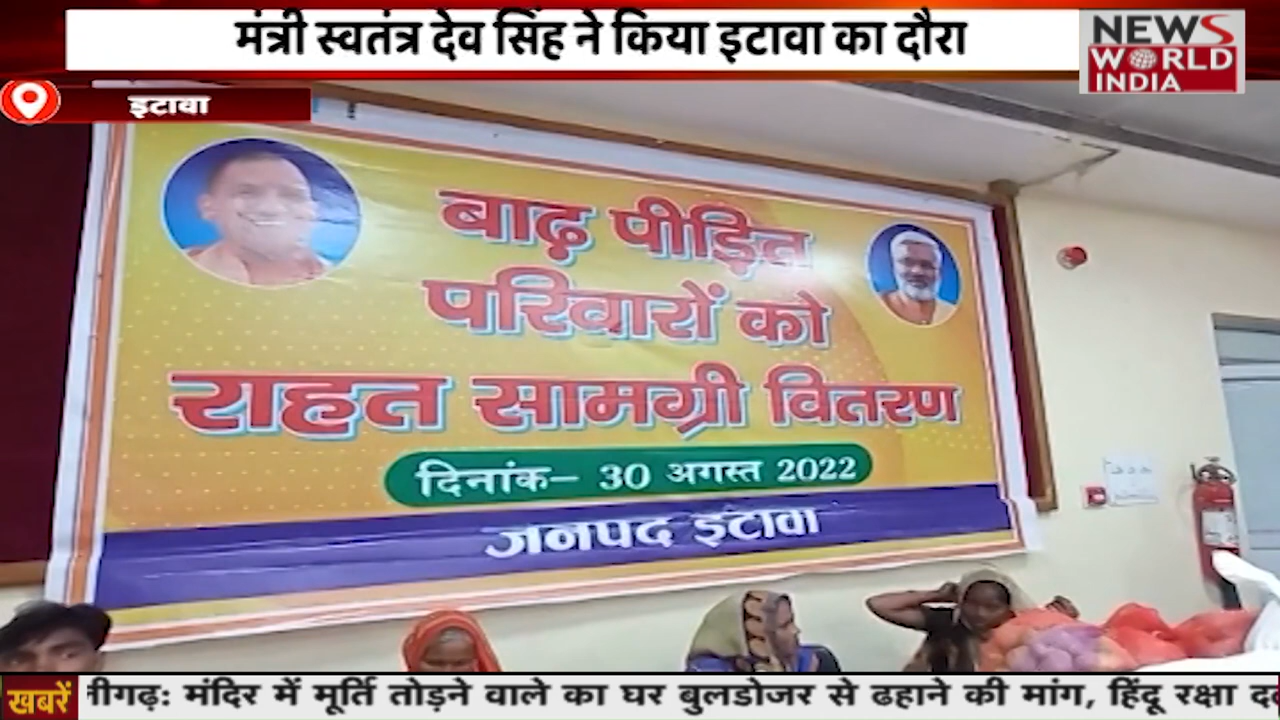 मंत्री स्वतंत्र देव सिंह ने किया इटावा का दौरा
NEWS
WORLD
INDIA
इटावा
बाढ़ पीड़ित
परिवारों को
राहत सामग्री वितरण
दिनांक– 30 अगस्त 2022
जनपद इटावा
खबरें
नीगढ़: मंदिर में मूर्ति तोड़ने वाले का घर बुलडोजर से ढहाने की मांग, हिंदू रक्षा